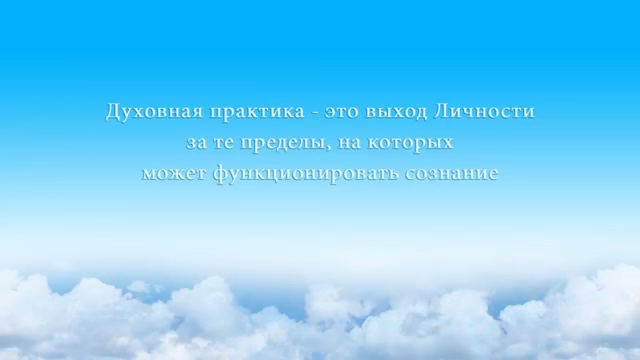 Духовная практика - это выход Личности
за те пределы, на которых
может функционировать сознание